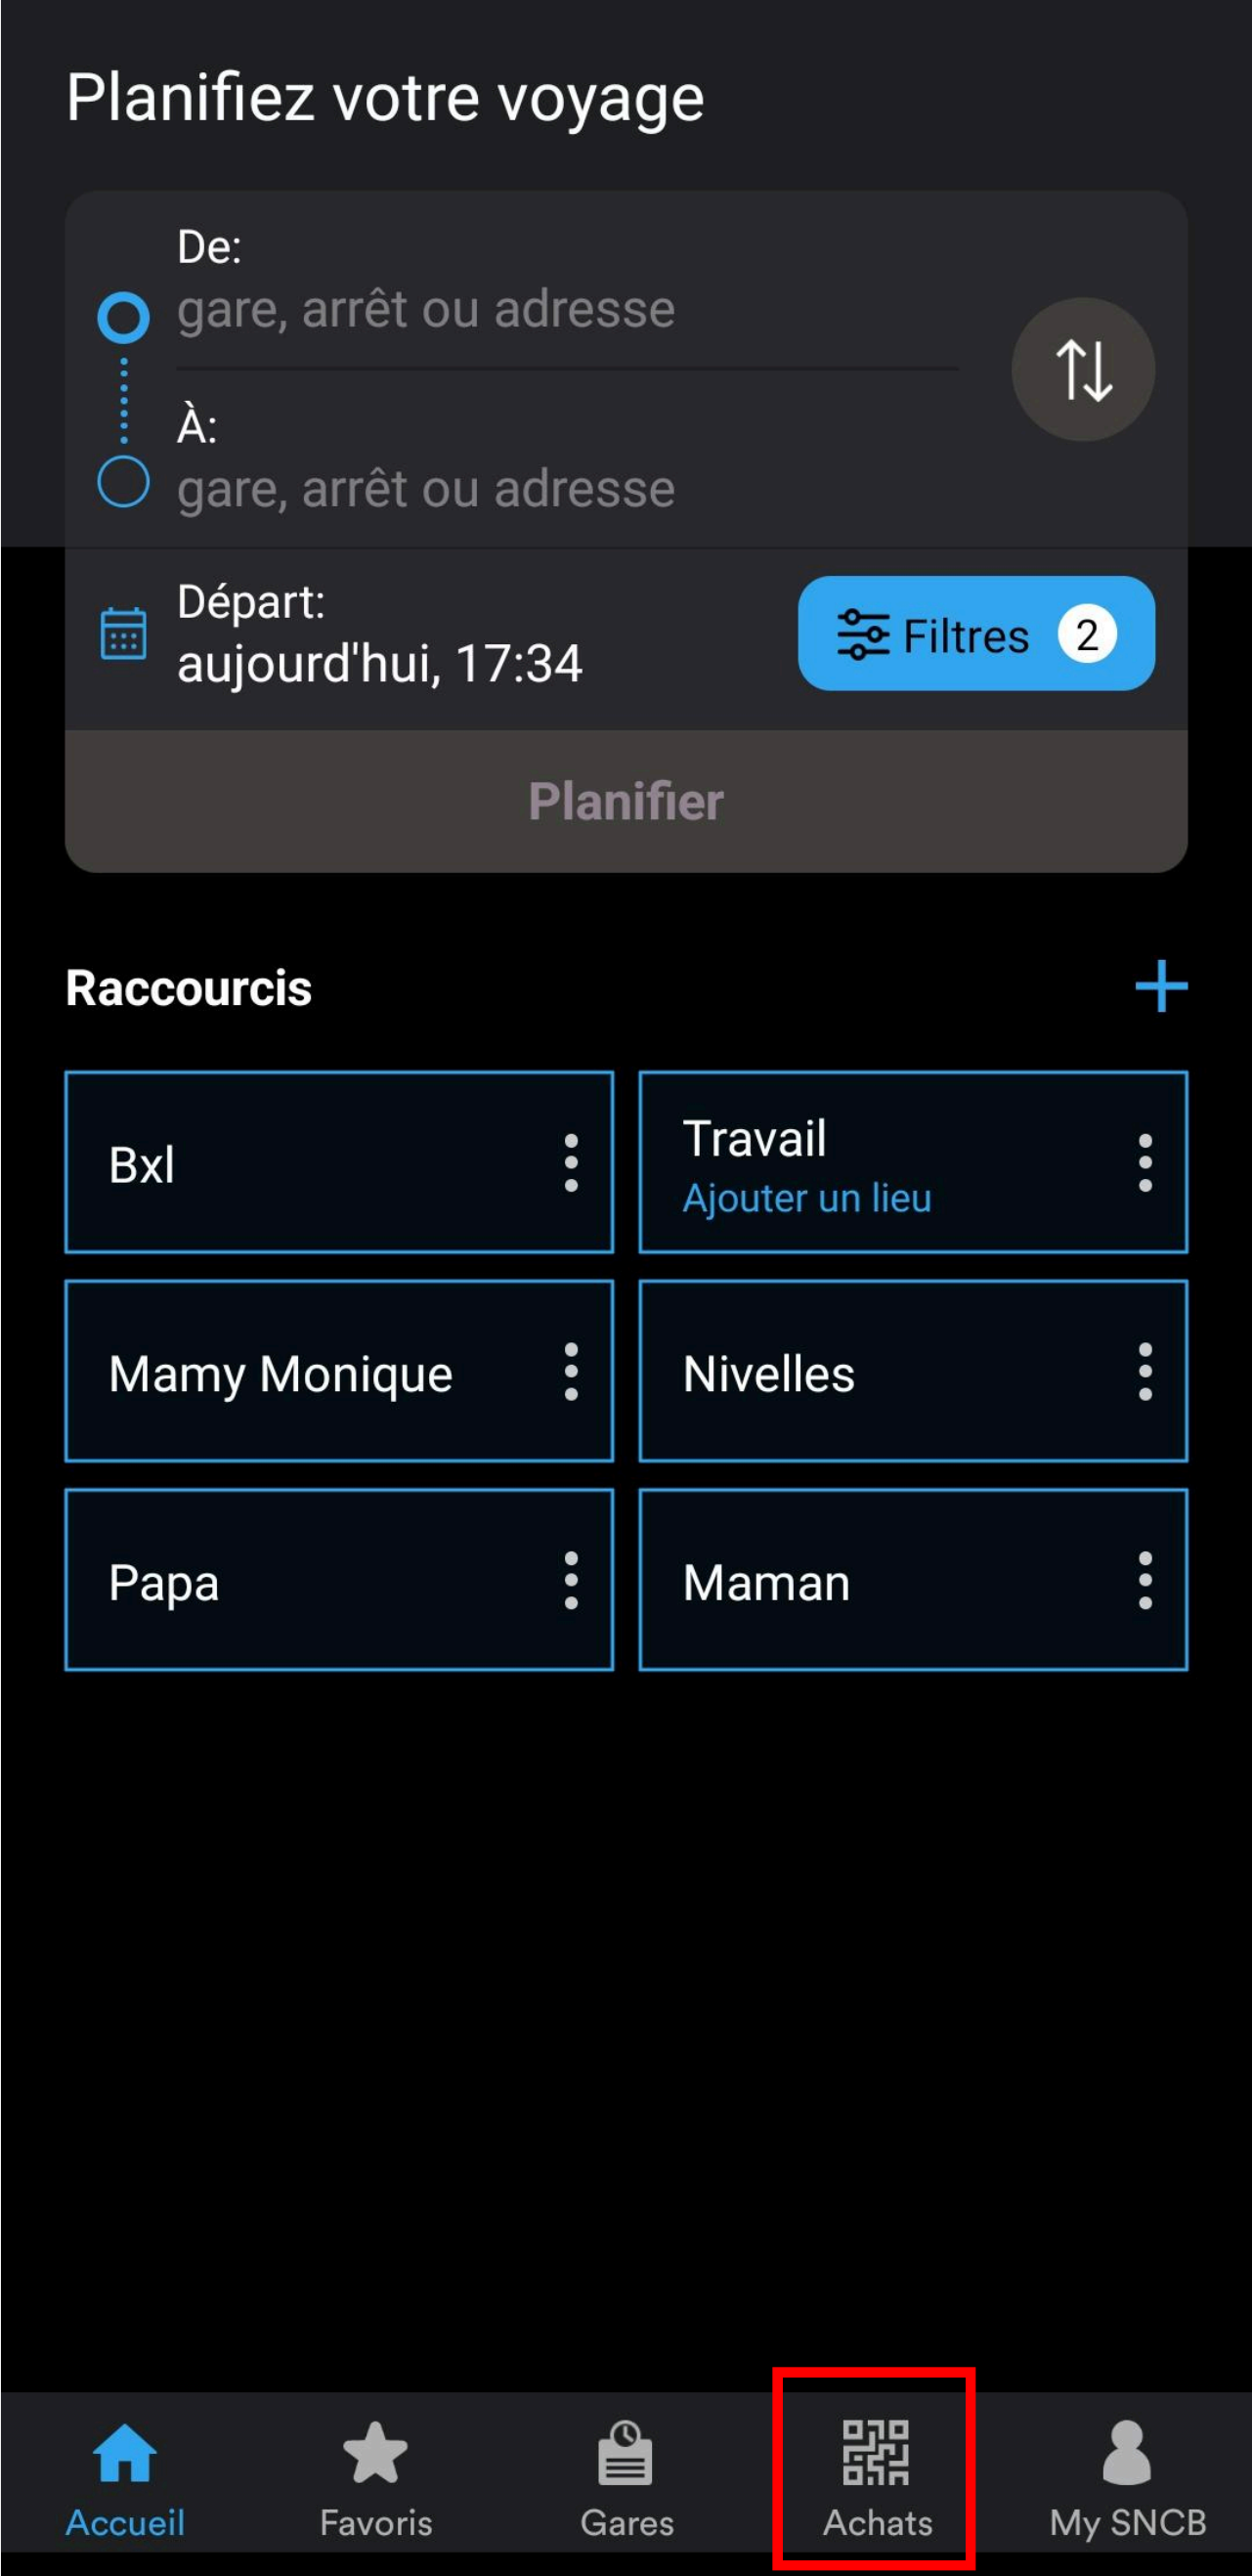 Planifiez votre voyage
De:
gare, arrêt ou adresse
À:
gare, arrêt ou adresse
Départ:
aujourd'hui, 17:34
Filtres 2
Planifier
Raccourcis
Bxl
Travail
Ajouter un lieu
Mamy Monique
Nivelles
Papa
Maman
Accueil
Favoris
Gares
Achats
My SNCB